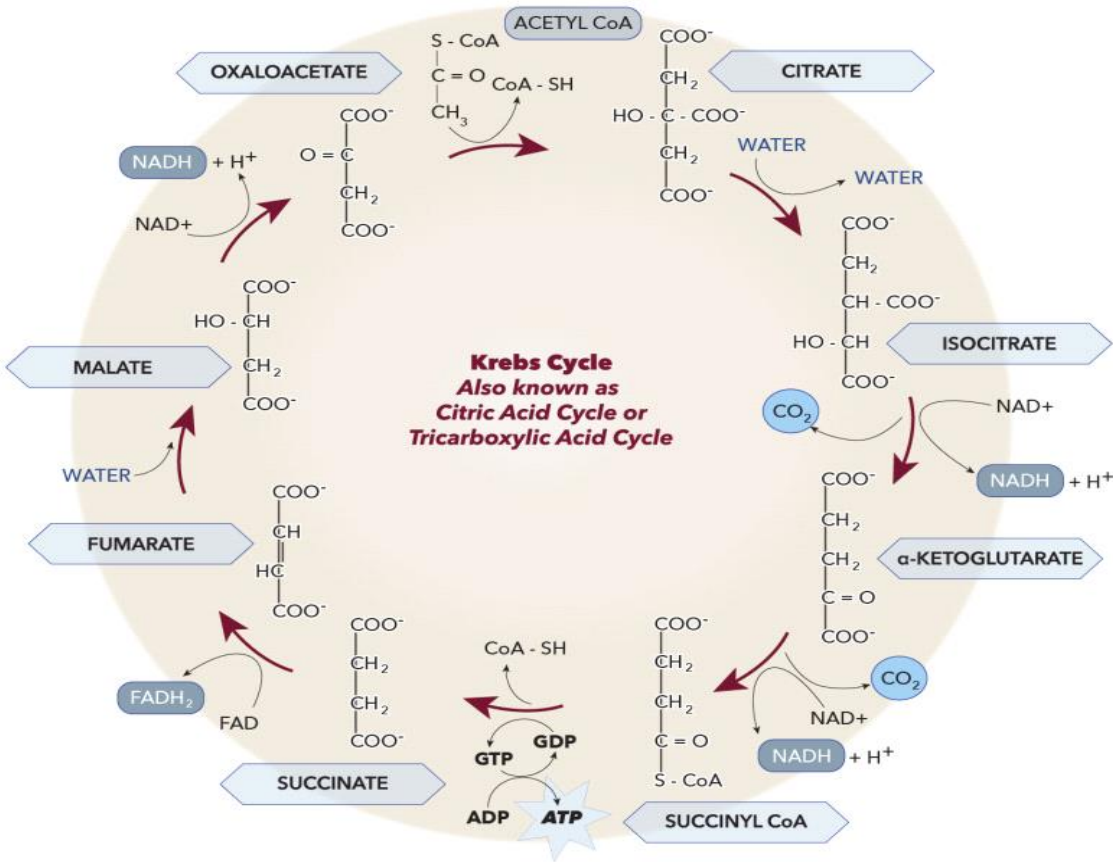 ACETYL CoA
S - CoA
C = O
CH₃
CoA - SH
OXALOACETATE
COO⁻
O = C
CH₂
COO⁻
CITRATE
COO⁻
CH₂
HO - C - COO⁻
CH₂
COO⁻
WATER
WATER
ISOCITRATE
COO⁻
CH₂
CH - COO⁻
HO - CH
COO⁻
CO₂
NAD+
NADH + H⁺
α-KETOGLUTARATE
COO⁻
CH₂
CH₂
C = O
COO⁻
CO₂
NAD+
NADH + H⁺
COO⁻
CH₂
CH₂
C = O
S - CoA
SUCCINYL CoA
CoA - SH
GTP
GDP
ADP
ATP
COO⁻
CH₂
CH₂
COO⁻
SUCCINATE
FADH₂
FAD
COO⁻
CH
HC
COO⁻
FUMARATE
WATER
COO⁻
HO - CH
CH₂
COO⁻
MALATE
NAD+
NADH + H⁺
Krebs Cycle
Also known as
Citric Acid Cycle or
Tricarboxylic Acid Cycle